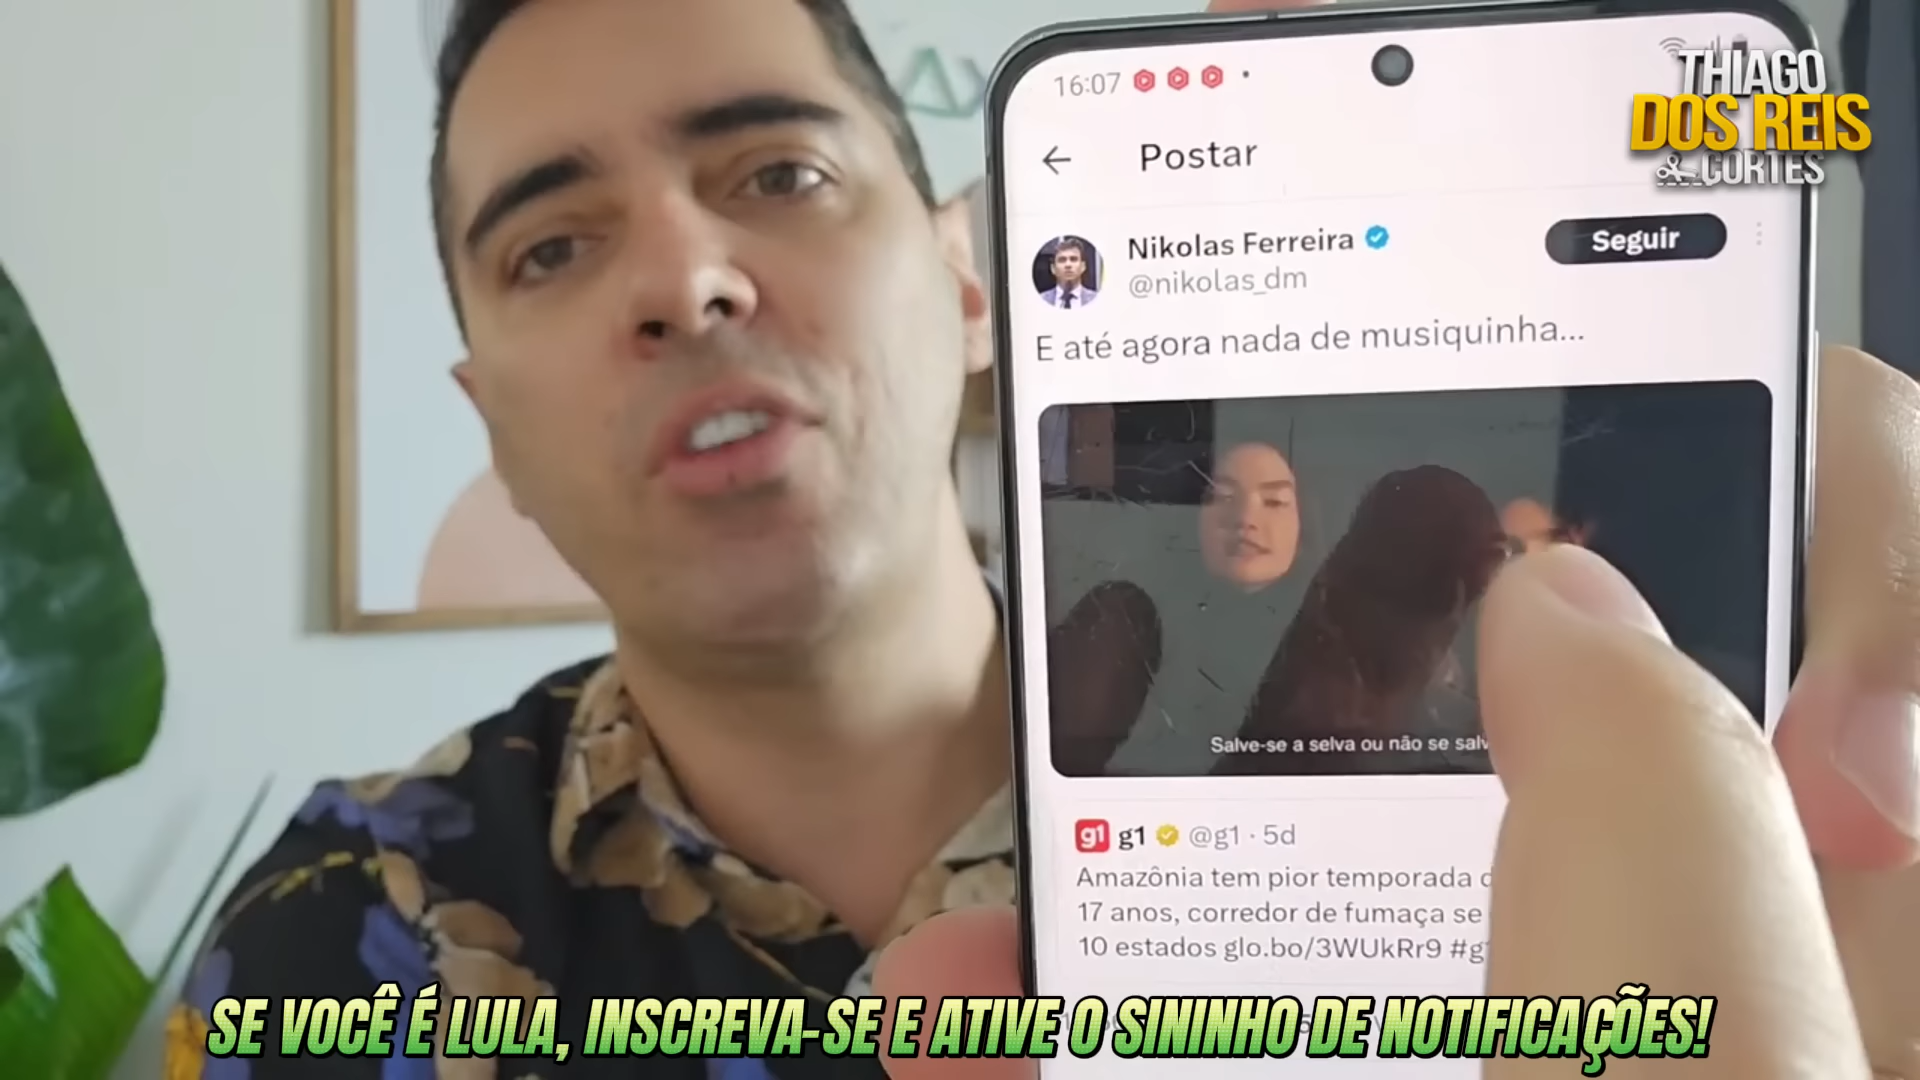 16:07
THIAGO
DOS REIS
CORTES
Postar
Nikolas Ferreira
@nikolas_dm
Seguir
E até agora nada de musiquinha...
Salve-se a selva ou não se
g1 g1 @g1 · 5d
Amazônia tem pior temporada
17 anos, corredor de fumaça se
10 estados glo.bo/3WUkRr9
SE VOCÊ É LULA, INSCREVA-SE E ATIVE O SININHO DE NOTIFICAÇÕES!